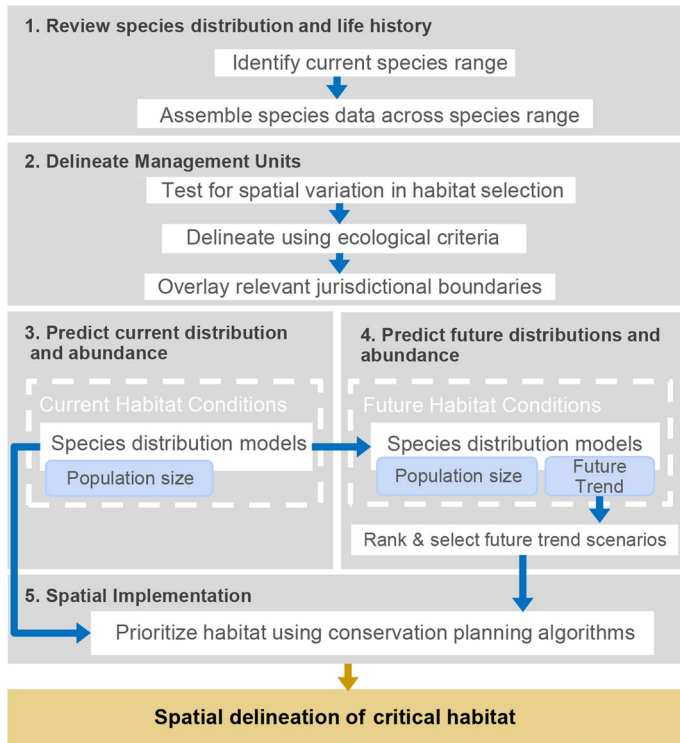 1. Review species distribution and life history
Identify current species range
Assemble species data across species range
2. Delineate Management Units
Test for spatial variation in habitat selection
Delineate using ecological criteria
Overlay relevant jurisdictional boundaries
3. Predict current distribution
and abundance
Current Habitat Conditions
Species distribution models
Population size
4. Predict future distributions and
abundance
Future Habitat Conditions
Species distribution models
Population size
Future
Trend
Rank & select future trend scenarios
5. Spatial Implementation
Prioritize habitat using conservation planning algorithms
Spatial delineation of critical habitat